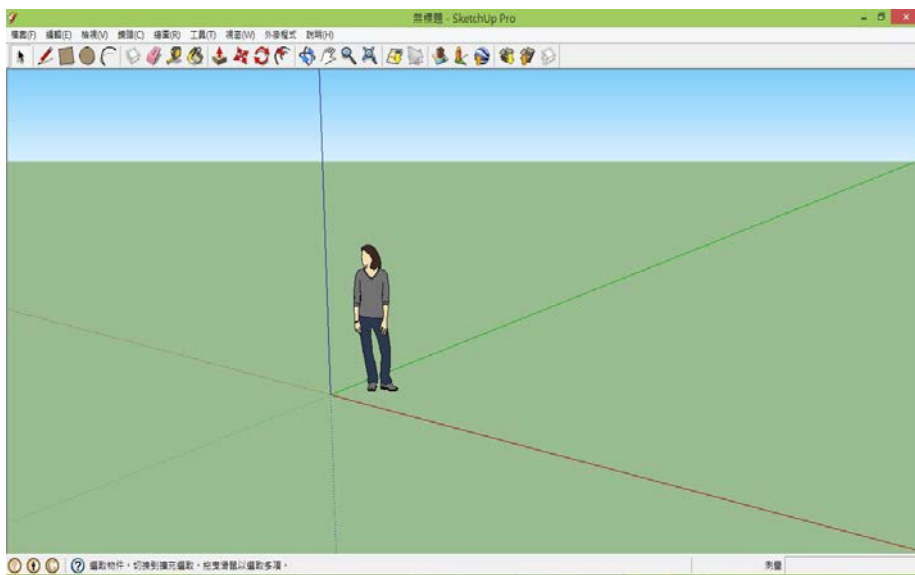 無標題 - SketchUp Pro
檔案(F) 編輯(E) 檢視(V) 鏡頭(C) 繪圖(R) 工具(T) 視窗(W) 外掛程式 說明(H)
選取物件。切換到擴充選取。拖曳滑鼠以選取多項。
測量